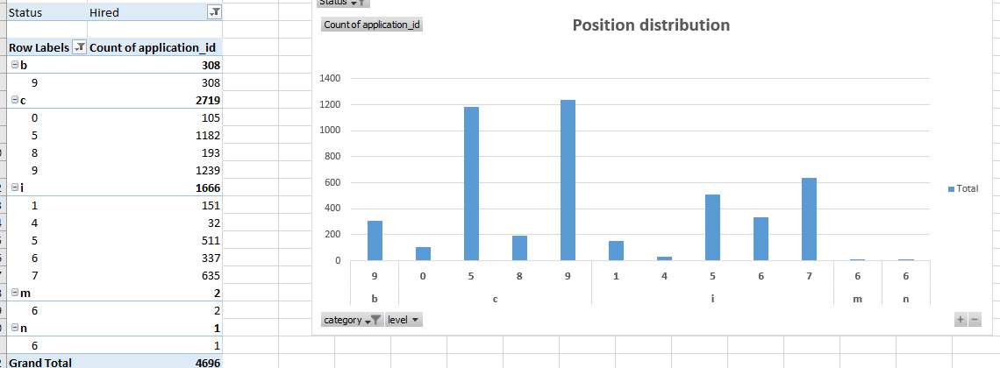 Status Hired
Row Labels Count of application_id
b 308
9 308
c 2719
0 105
5 1182
8 193
9 1239
i 1666
1 151
4 32
5 511
6 337
7 635
m 2
6 2
n 1
6 1
Grand Total 4696
Status
Count of application_id
Position distribution
1400
1200
1000
800
600
400
200
0
9 0 5 8 9 1 4 5 6 7 6 6
b c i m n
Total
category level
+ −